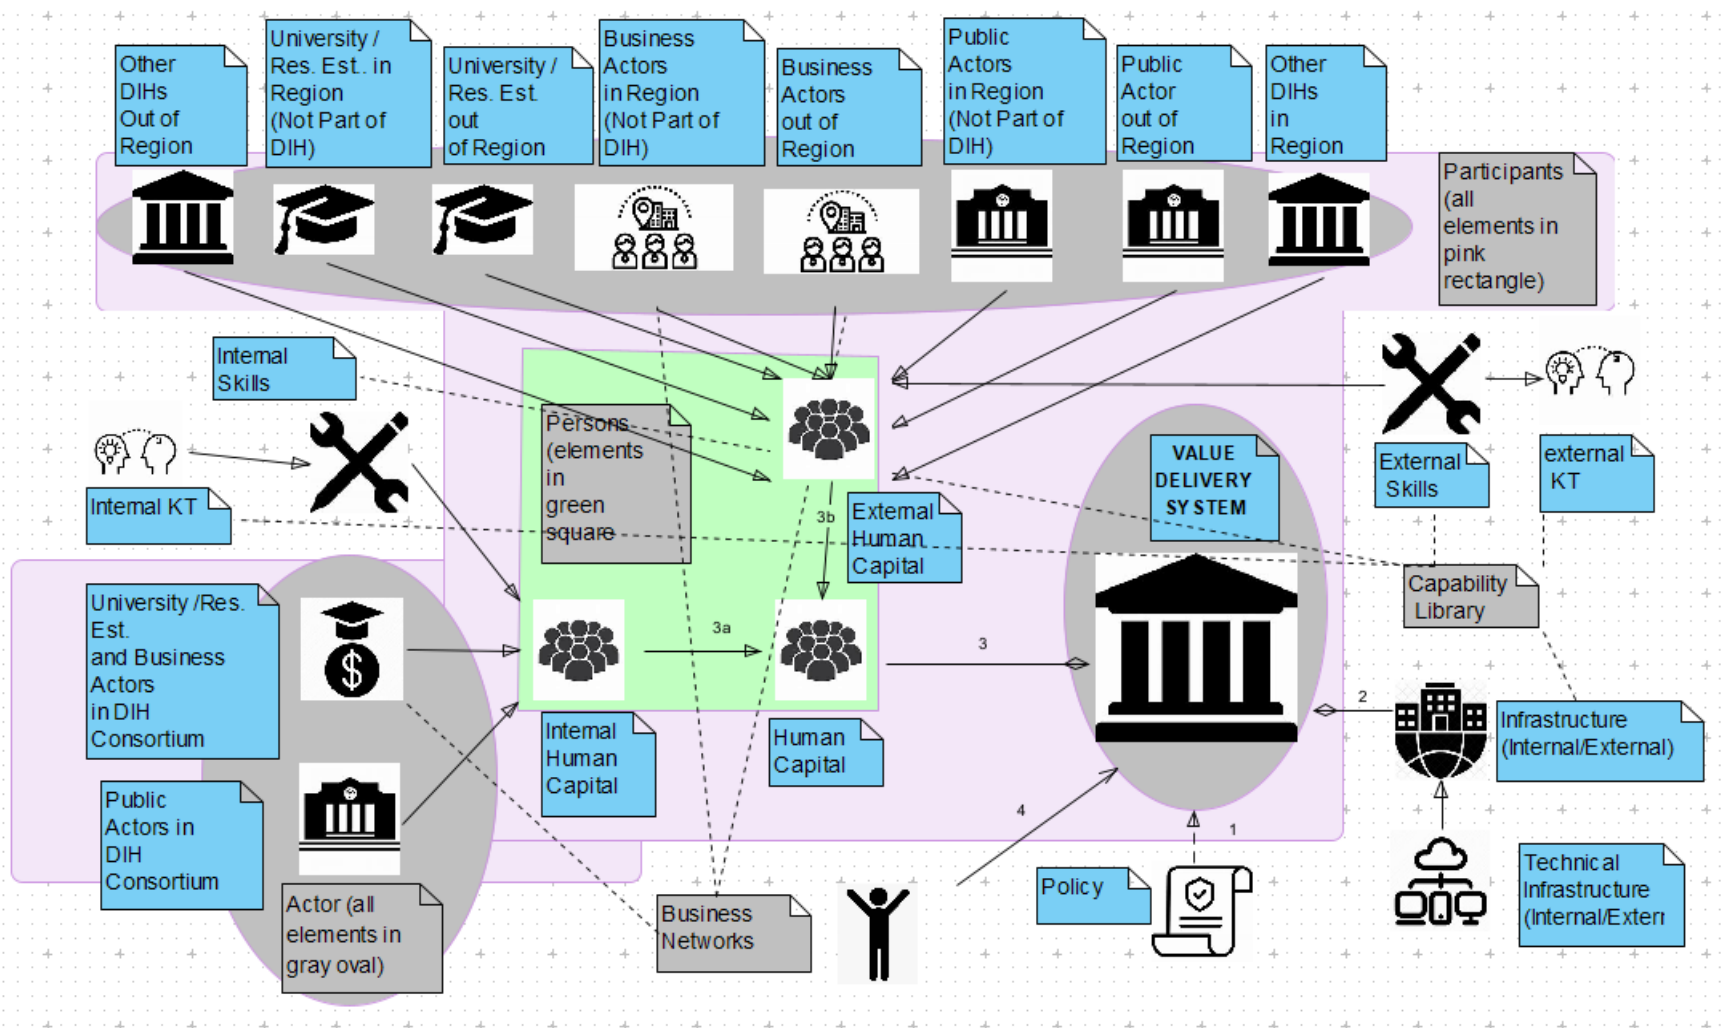 Other
DIHs
Out of
Region
University /
Res. Est.. in
Region
(Not Part of
DIH)
University /
Res. Est.
out
of Region
Business
Actors
in Region
(Not Part of
DIH)
Business
Actors
out of
Region
Public
Actors
in Region
(Not Part of
DIH)
Public
Actor
out of
Region
Other
DIHs
in
Region
Participants
(all
elements in
pink
rectangle)
Internal
Skills
Persons
(elements
in
green
square
Internal KT
3b
External
Human
Capital
VALUE
DELIVERY
SYSTEM
External
Skills
external
KT
Capability
Library
University /Res.
Est.
and Business
Actors
in DIH
Consortium
3a
3
2
Internal
Human
Capital
Human
Capital
Infrastructure
(Internal/External)
Public
Actors in
DIH
Consortium
4
1
Actor (all
elements in
gray oval)
Business
Networks
Policy
Technical
Infrastructure
(Internal/Extern